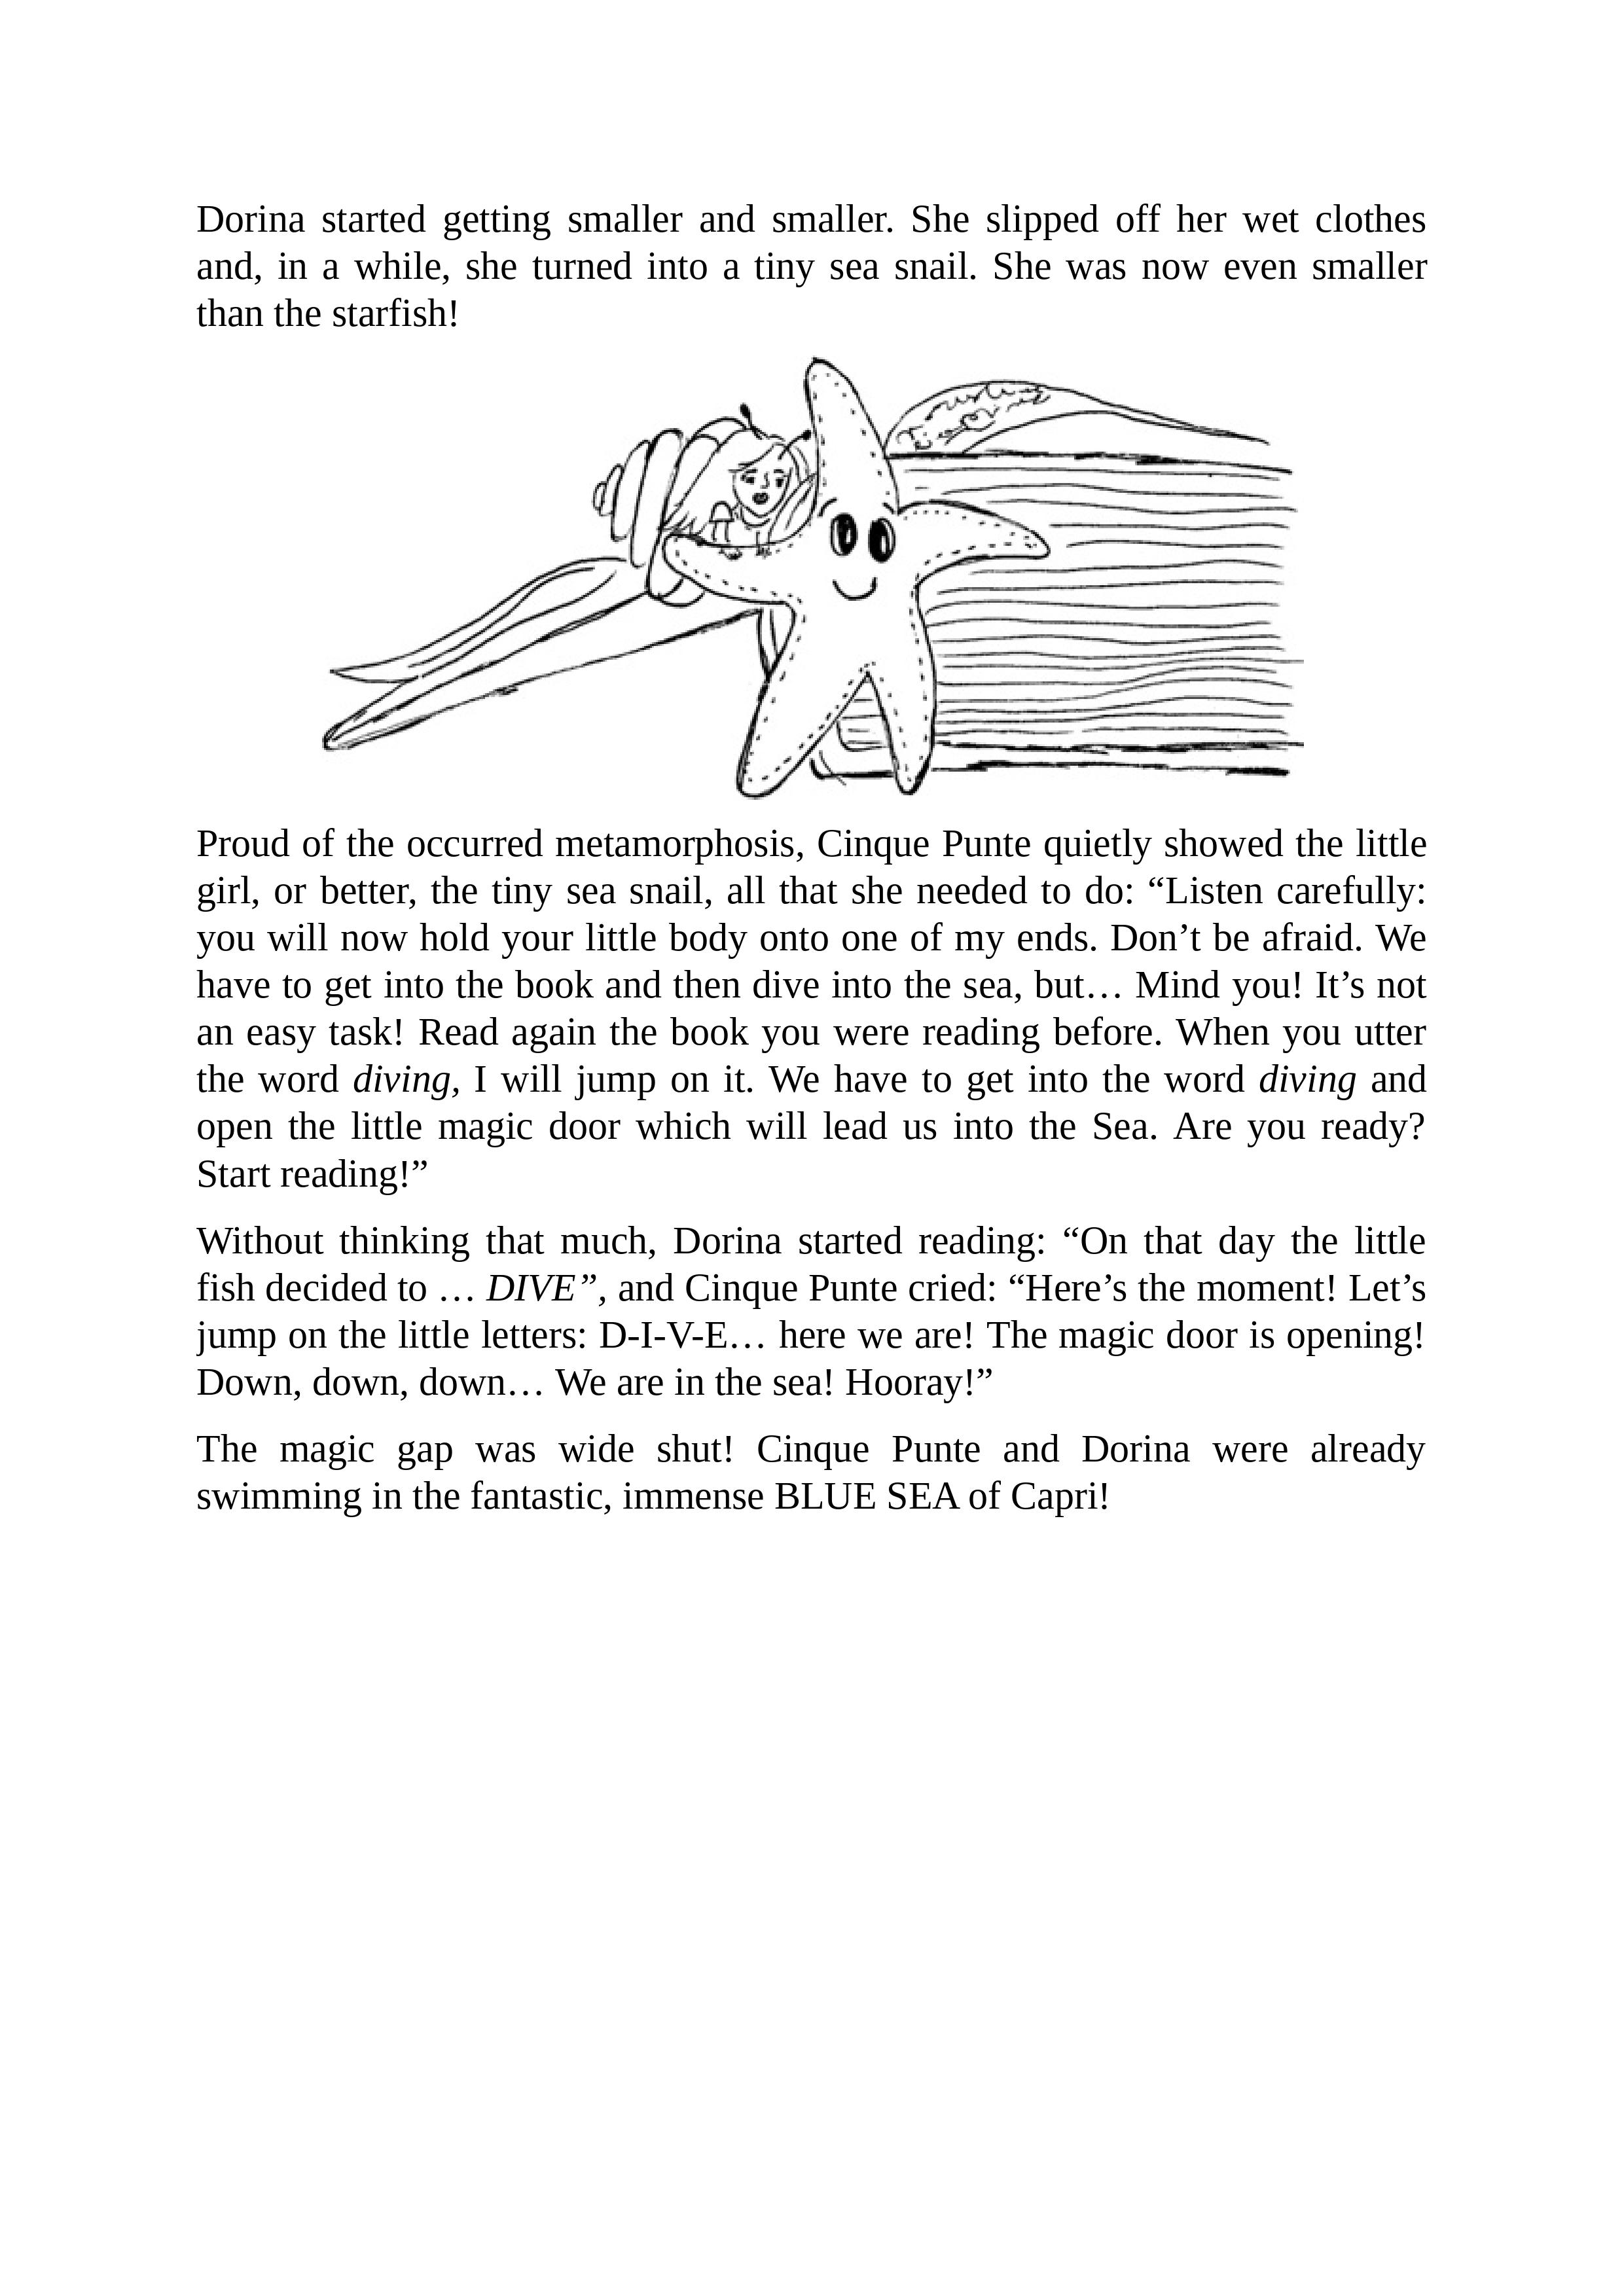 Dorina started getting smaller and smaller. She slipped off her wet clothes
and, in a while, she turned into a tiny sea snail. She was now even smaller
than the starfish!
Proud of the occurred metamorphosis, Cinque Punte quietly showed the little
girl, or better, the tiny sea snail, all that she needed to do: “Listen carefully:
you will now hold your little body onto one of my ends. Don’t be afraid. We
have to get into the book and then dive into the sea, but… Mind you! It’s not
an easy task! Read again the book you were reading before. When you utter
the word diving, I will jump on it. We have to get into the word diving and
open the little magic door which will lead us into the Sea. Are you ready?
Start reading!”
Without thinking that much, Dorina started reading: “On that day the little
fish decided to … DIVE”, and Cinque Punte cried: “Here’s the moment! Let’s
jump on the little letters: D-I-V-E… here we are! The magic door is opening!
Down, down, down… We are in the sea! Hooray!”
The magic gap was wide shut! Cinque Punte and Dorina were already
swimming in the fantastic, immense BLUE SEA of Capri!